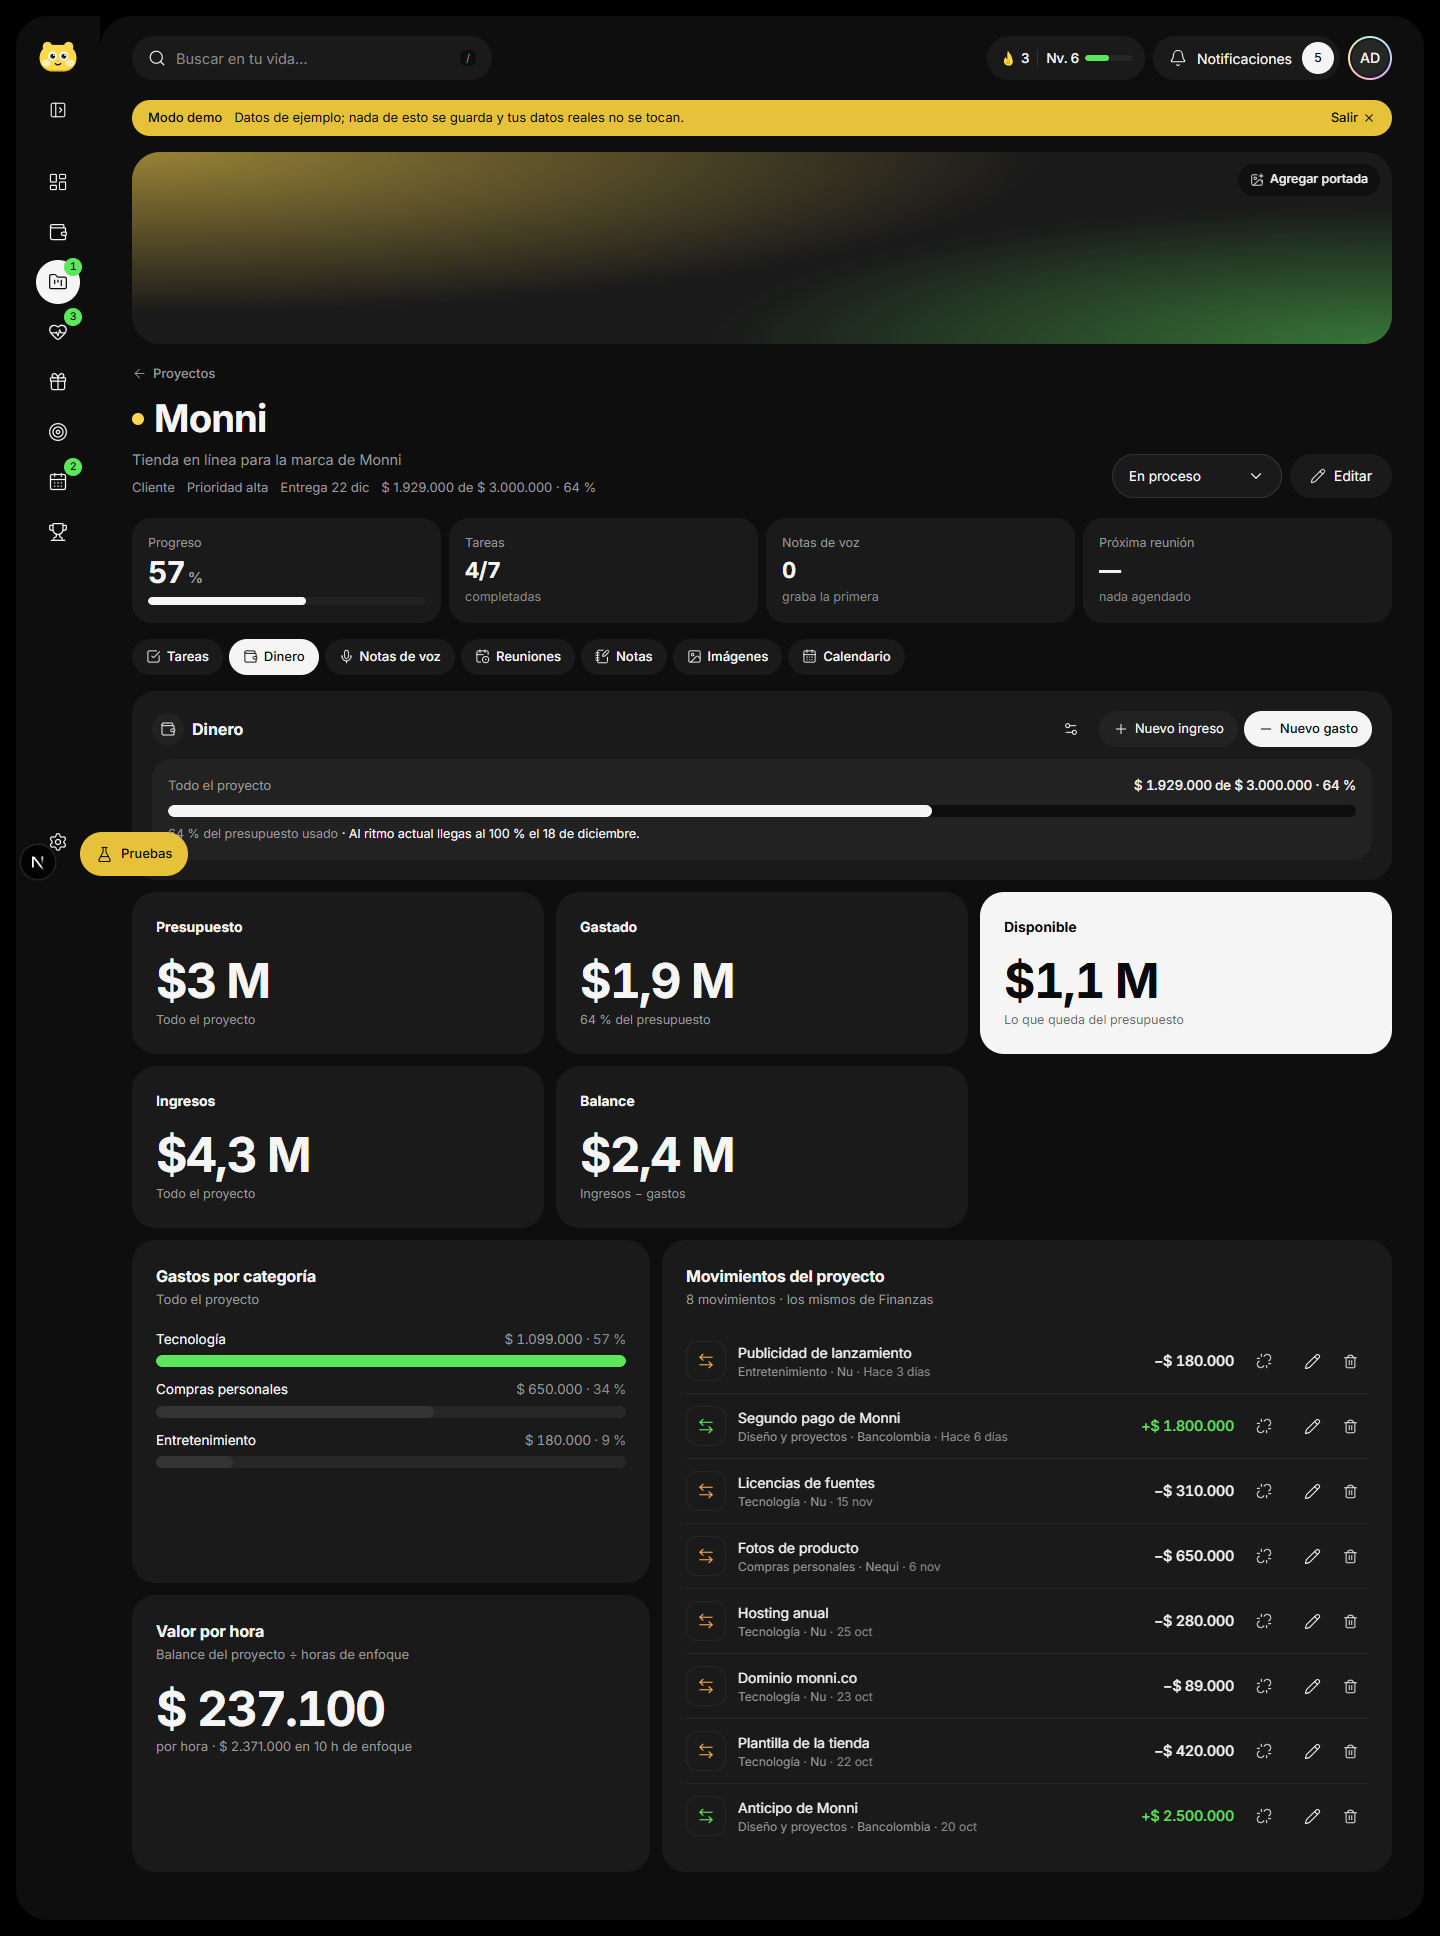 Buscar en tu vida...
/
3
Nv. 6
Notificaciones
5
AD
Modo demo Datos de ejemplo; nada de esto se guarda y tus datos reales no se tocan.
Salir
Agregar portada
1
3
2
Proyectos
Monni
Tienda en línea para la marca de Monni
Cliente Prioridad alta Entrega 22 dic $ 1.929.000 de $ 3.000.000 · 64 %
En proceso
Editar
Progreso
57 %
Tareas
4/7
completadas
Notas de voz
0
graba la primera
Próxima reunión
—
nada agendado
Tareas
Dinero
Notas de voz
Reuniones
Notas
Imágenes
Calendario
Dinero
Nuevo ingreso
Nuevo gasto
Todo el proyecto
$ 1.929.000 de $ 3.000.000 · 64 %
64 % del presupuesto usado · Al ritmo actual llegas al 100 % el 18 de diciembre.
N
Pruebas
Presupuesto
$3 M
Todo el proyecto
Gastado
$1,9 M
64 % del presupuesto
Disponible
$1,1 M
Lo que queda del presupuesto
Ingresos
$4,3 M
Todo el proyecto
Balance
$2,4 M
Ingresos − gastos
Gastos por categoría
Todo el proyecto
Tecnología
$ 1.099.000 · 57 %
Compras personales
$ 650.000 · 34 %
Entretenimiento
$ 180.000 · 9 %
Valor por hora
Balance del proyecto ÷ horas de enfoque
$ 237.100
por hora · $ 2.371.000 en 10 h de enfoque
Movimientos del proyecto
8 movimientos · los mismos de Finanzas
Publicidad de lanzamiento
Entretenimiento · Nu · Hace 3 días
−$ 180.000
Segundo pago de Monni
Diseño y proyectos · Bancolombia · Hace 6 días
+$ 1.800.000
Licencias de fuentes
Tecnología · Nu · 15 nov
−$ 310.000
Fotos de producto
Compras personales · Nequi · 6 nov
−$ 650.000
Hosting anual
Tecnología · Nu · 25 oct
−$ 280.000
Dominio monni.co
Tecnología · Nu · 23 oct
−$ 89.000
Plantilla de la tienda
Tecnología · Nu · 22 oct
−$ 420.000
Anticipo de Monni
Diseño y proyectos · Bancolombia · 20 oct
+$ 2.500.000